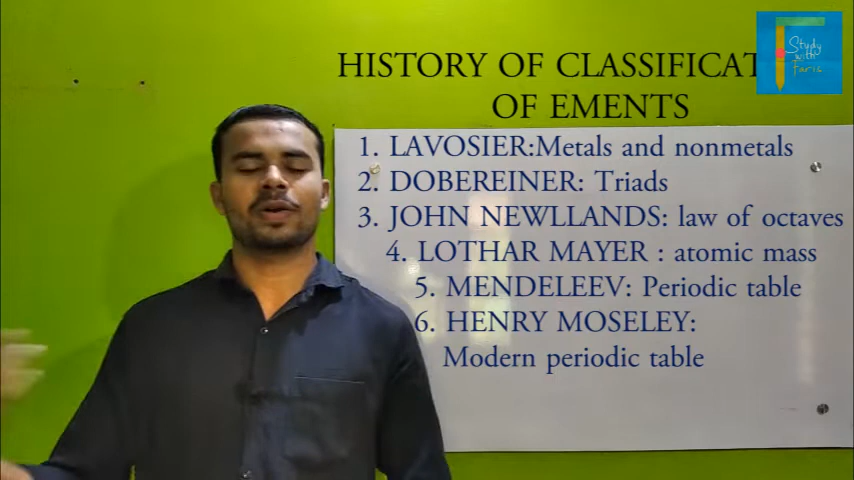 HISTORY OF CLASSIFICAT
OF EMENTS
Study
with
Faris
1. LAVOSIER:Metals and nonmetals
2. DOBEREINER: Triads
3. JOHN NEWLLANDS: law of octaves
4. LOTHAR MAYER : atomic mass
5. MENDELEEV: Periodic table
6. HENRY MOSELEY:
Modern periodic table